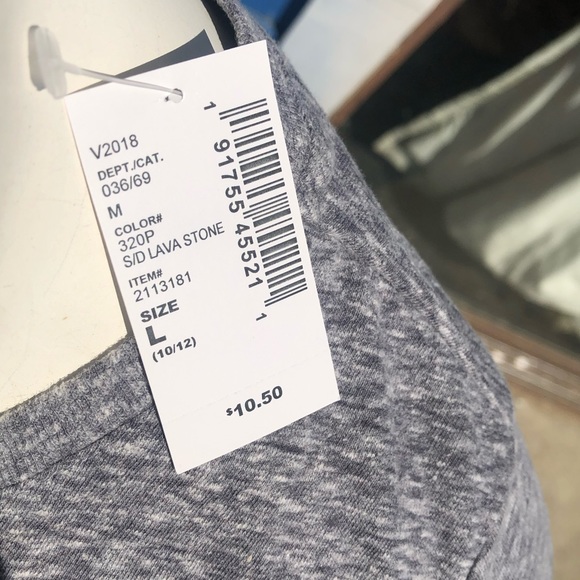 V2018
DEPT./CAT.
036/69
M
COLOR#
320P
S/D LAVA STONE
ITEM#
2113181
SIZE
L
(10/12)
1 91755 45521 1
$10.50